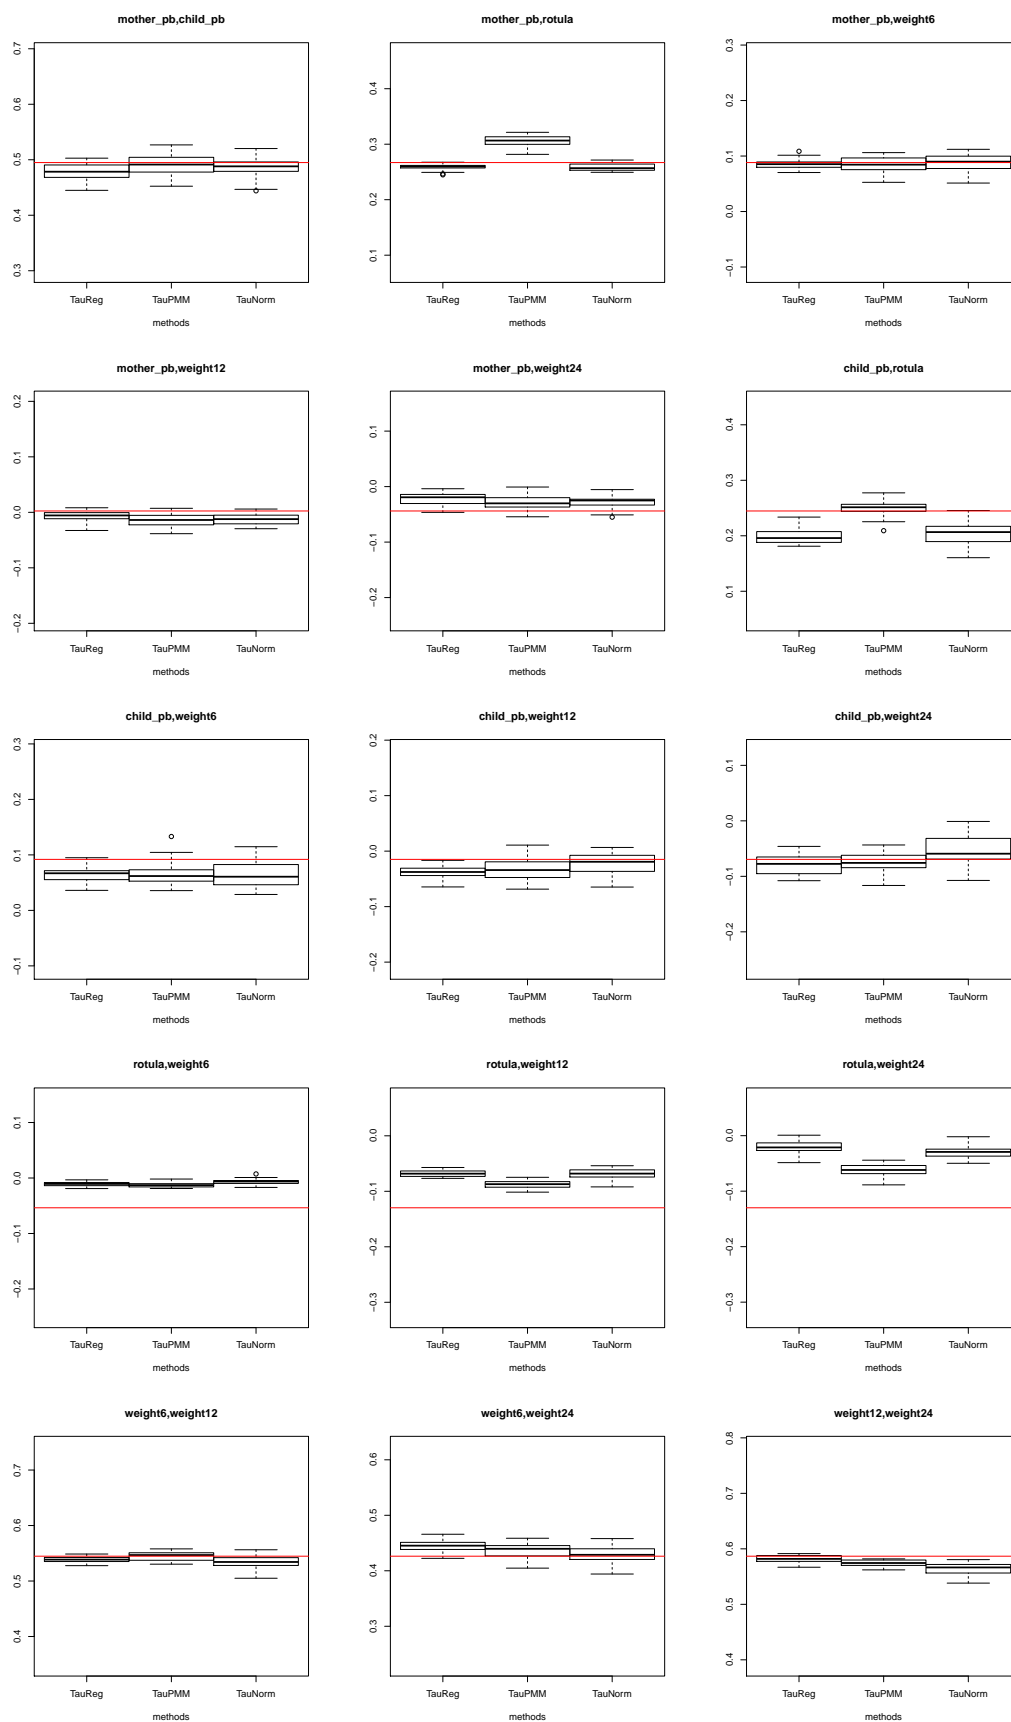 mother_pb,child_pb
0.7
0.6
0.5
0.4
0.3
TauReg TauPMM TauNorm
methods
mother_pb,rotula
0.4
0.3
0.2
0.1
TauReg TauPMM TauNorm
methods
mother_pb,weight6
0.3
0.2
0.1
0.0
−0.1
TauReg TauPMM TauNorm
methods
mother_pb,weight12
0.2
0.1
0.0
−0.1
−0.2
TauReg TauPMM TauNorm
methods
mother_pb,weight24
0.1
0.0
−0.1
−0.2
TauReg TauPMM TauNorm
methods
child_pb,rotula
0.4
0.3
0.2
0.1
TauReg TauPMM TauNorm
methods
child_pb,weight6
0.3
0.2
0.1
0.0
−0.1
TauReg TauPMM TauNorm
methods
child_pb,weight12
0.2
0.1
0.0
−0.1
−0.2
TauReg TauPMM TauNorm
methods
child_pb,weight24
0.1
0.0
−0.1
−0.2
TauReg TauPMM TauNorm
methods
rotula,weight6
0.1
0.0
−0.1
−0.2
TauReg TauPMM TauNorm
methods
rotula,weight12
0.0
−0.1
−0.2
−0.3
TauReg TauPMM TauNorm
methods
rotula,weight24
0.0
−0.1
−0.2
−0.3
TauReg TauPMM TauNorm
methods
weight6,weight12
0.7
0.6
0.5
0.4
TauReg TauPMM TauNorm
methods
weight6,weight24
0.6
0.5
0.4
0.3
TauReg TauPMM TauNorm
methods
weight12,weight24
0.8
0.7
0.6
0.5
0.4
TauReg TauPMM TauNorm
methods